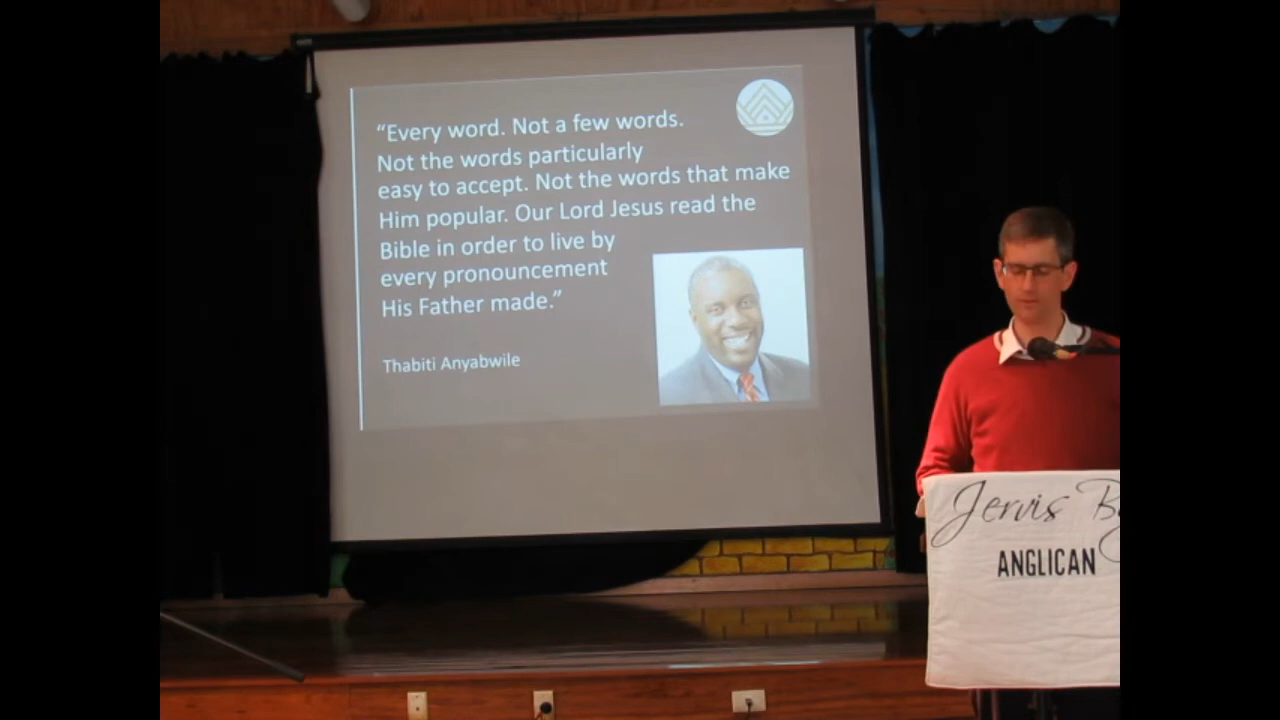 “Every word. Not a few words.
Not the words particularly
easy to accept. Not the words that make
Him popular. Our Lord Jesus read the
Bible in order to live by
every pronouncement
His Father made.”
Thabiti Anyabwile
Jervis B
ANGLICAN